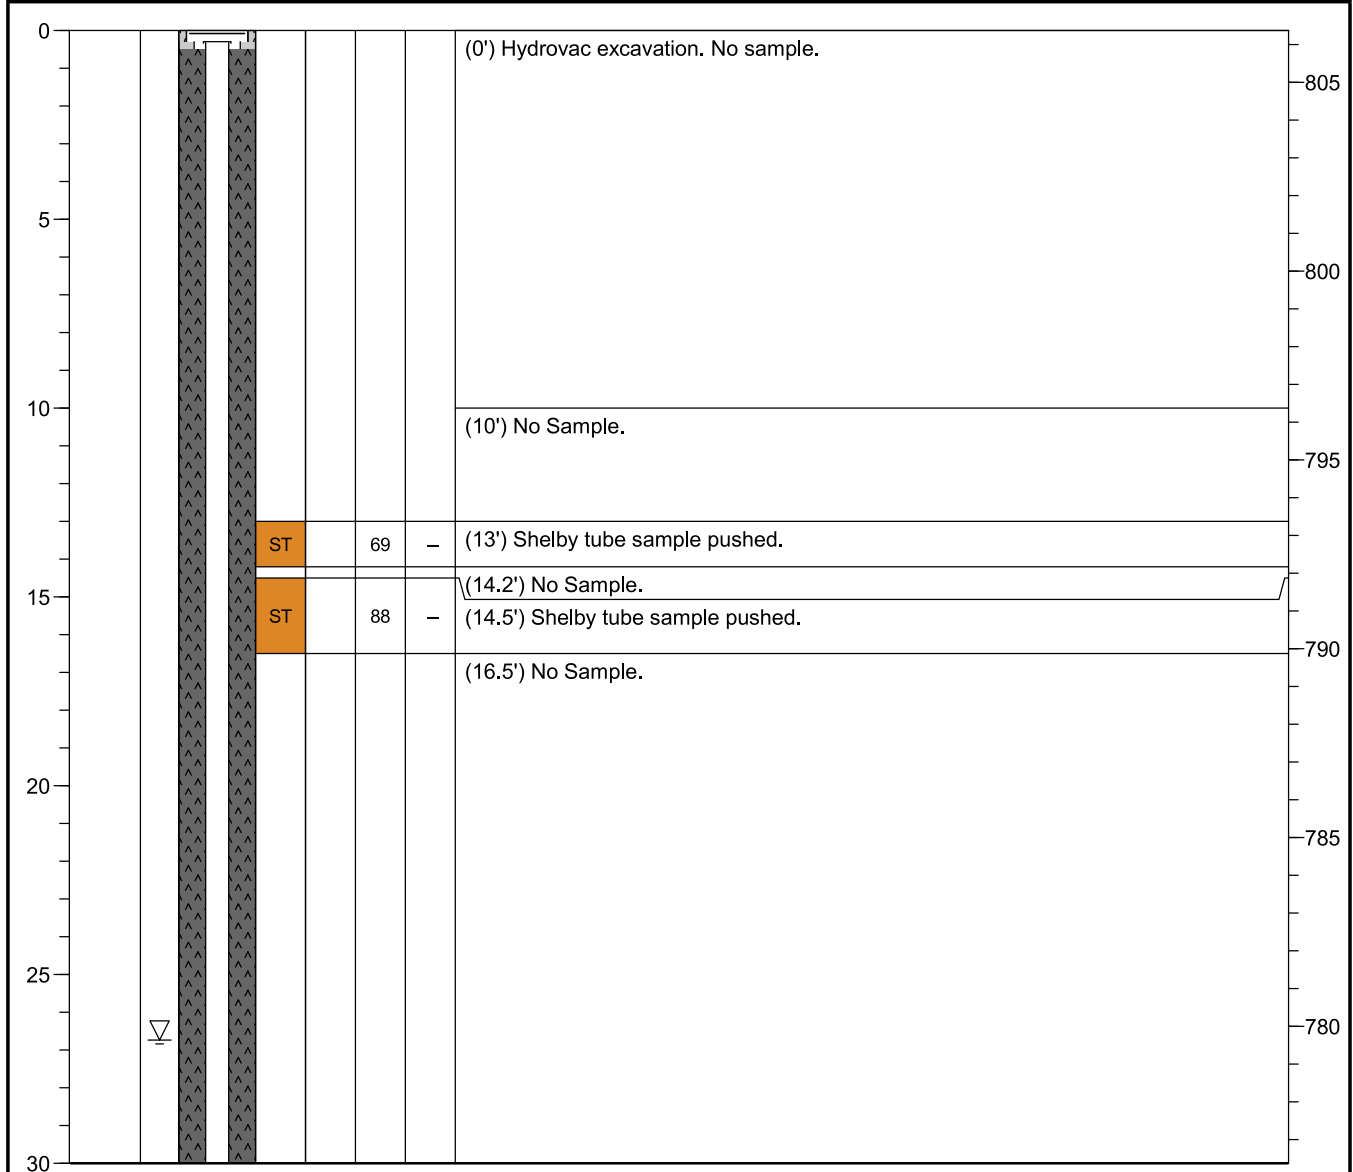 0
(0') Hydrovac excavation. No sample.
805
5
800
10
(10') No Sample.
795
ST 69 – (13') Shelby tube sample pushed.
(14.2') No Sample.
15
ST 88 – (14.5') Shelby tube sample pushed.
790
(16.5') No Sample.
20
785
25
780
30